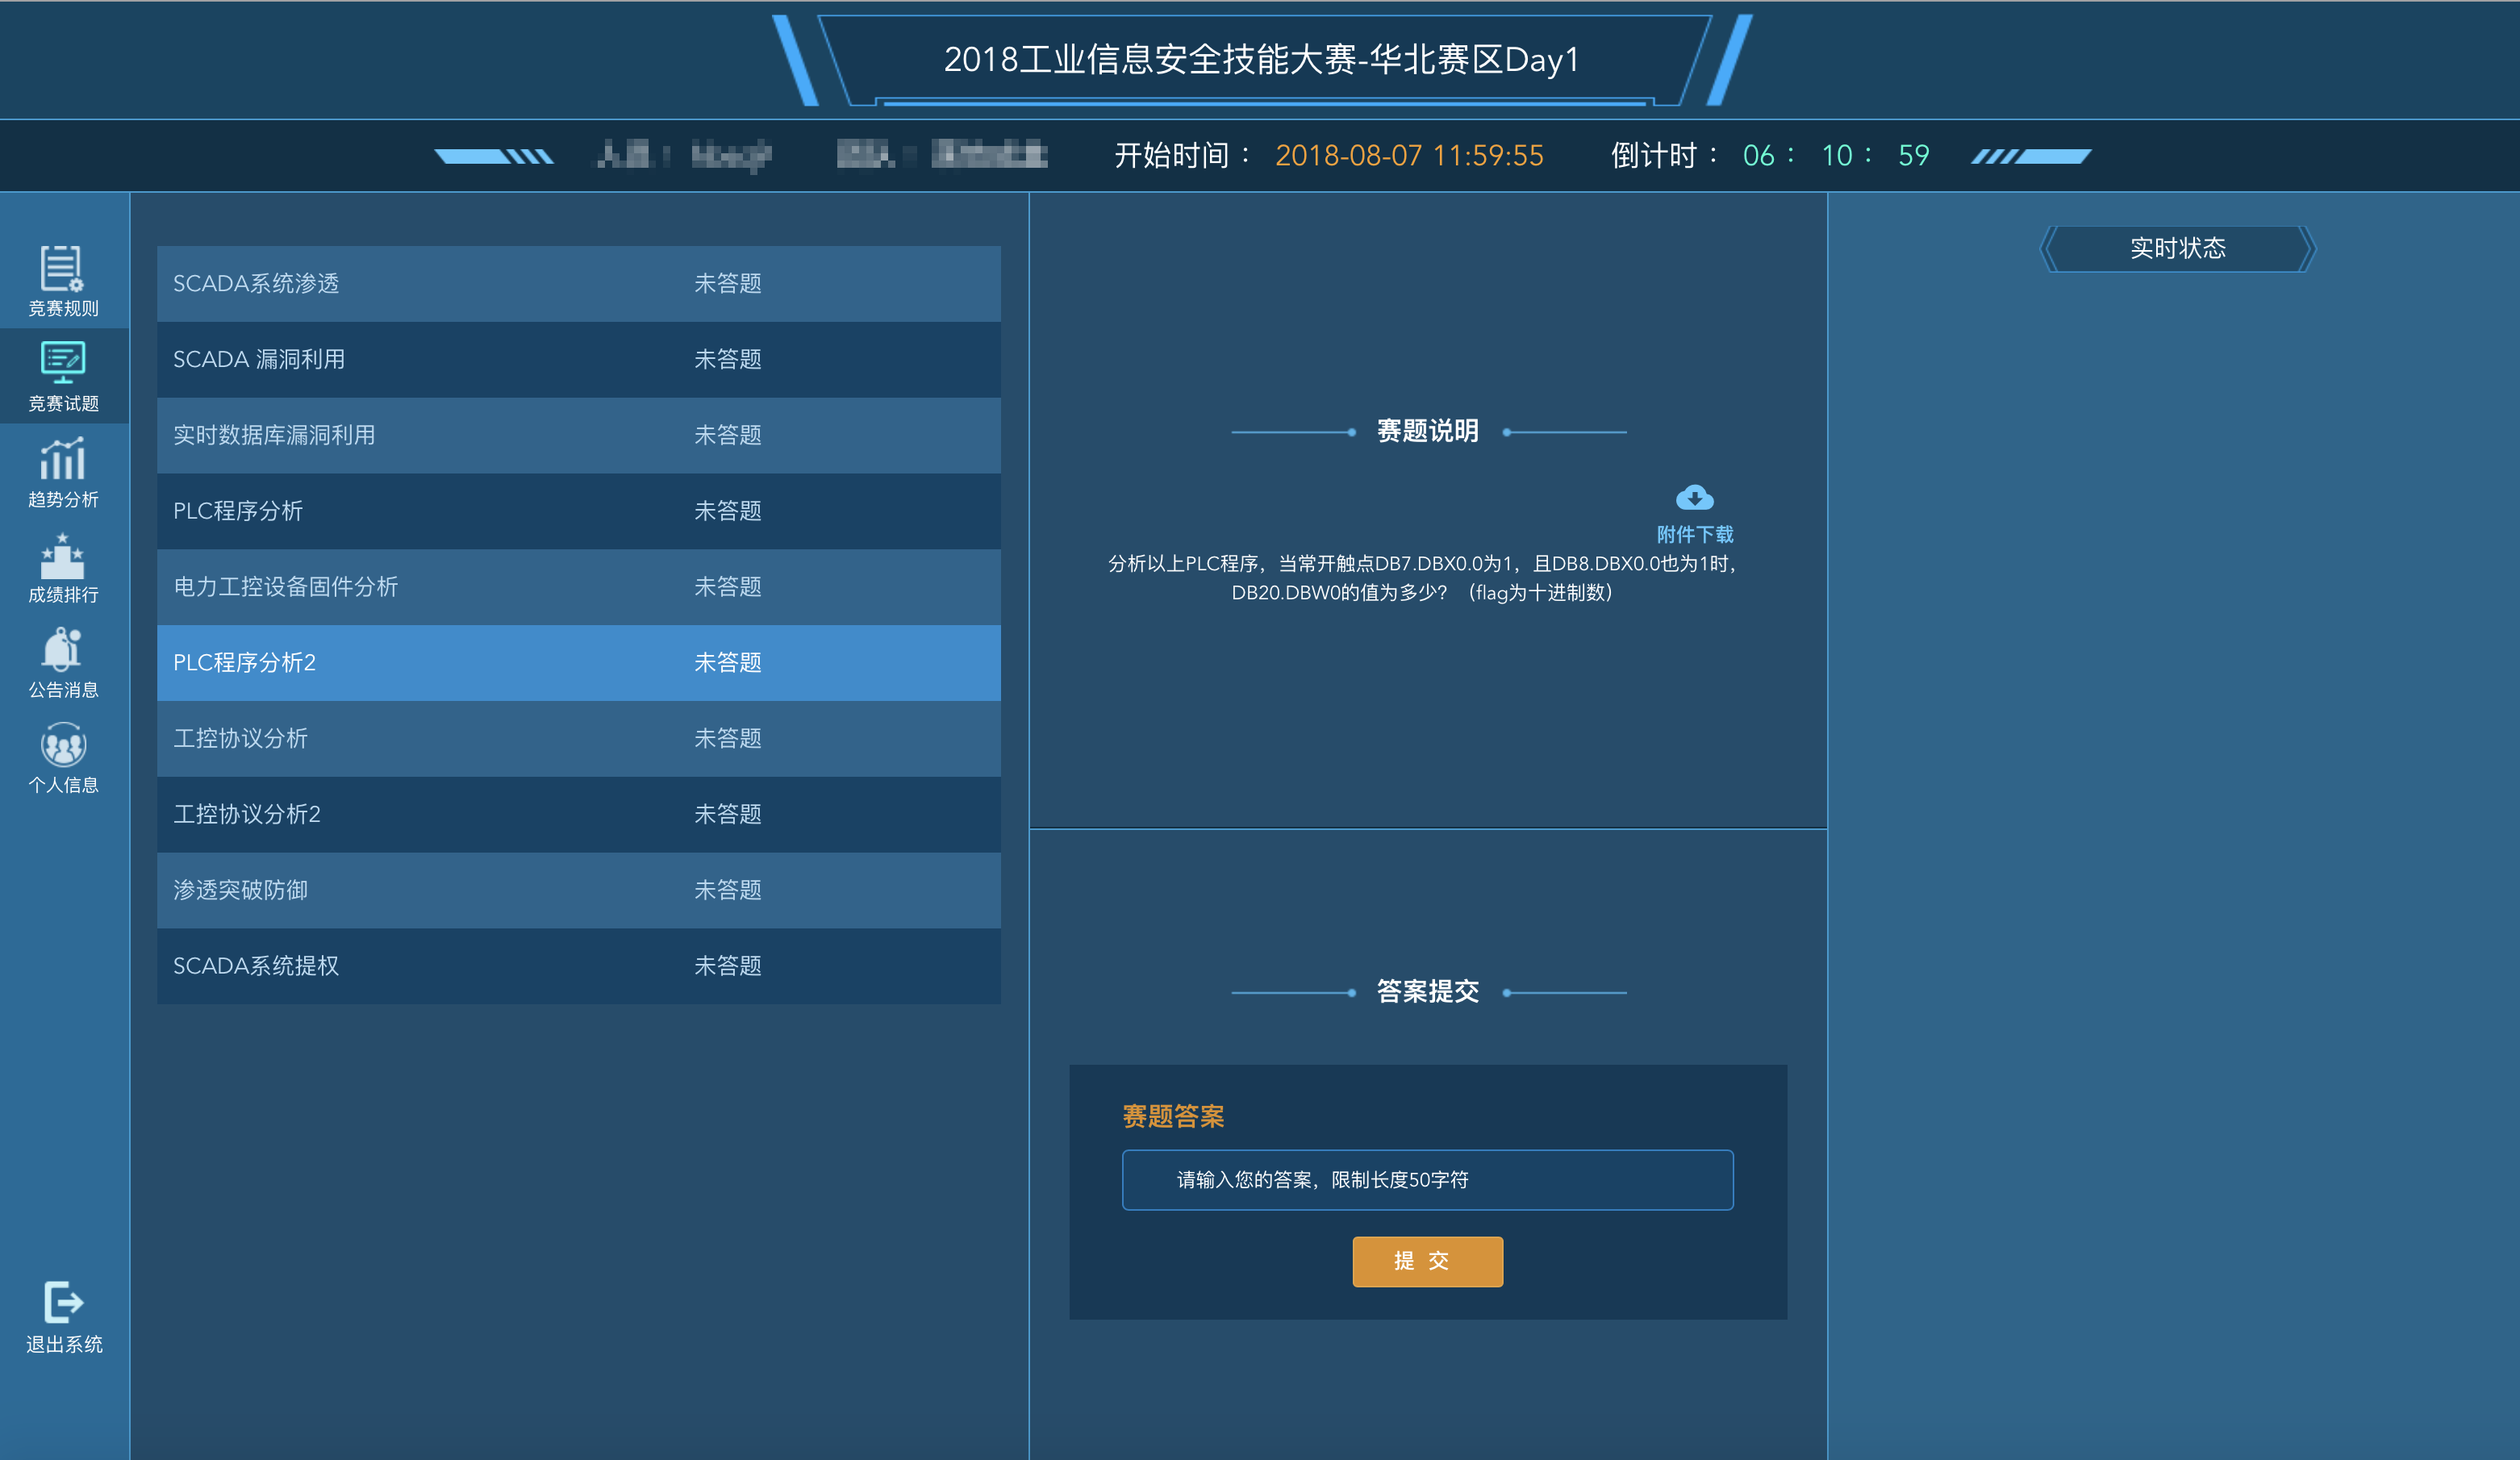 2018工业信息安全技能大赛-华北赛区Day1
开始时间： 2018-08-07 11:59:55 倒计时： 06： 10： 59
竞赛规则
竞赛试题
趋势分析
成绩排行
公告消息
个人信息
退出系统
SCADA系统渗透 未答题
SCADA 漏洞利用 未答题
实时数据库漏洞利用 未答题
PLC程序分析 未答题
电力工控设备固件分析 未答题
PLC程序分析2 未答题
工控协议分析 未答题
工控协议分析2 未答题
渗透突破防御 未答题
SCADA系统提权 未答题
赛题说明
附件下载
分析以上PLC程序，当常开触点DB7.DBX0.0为1，且DB8.DBX0.0也为1时，
DB20.DBW0的值为多少？（flag为十进制数）
答案提交
赛题答案
请输入您的答案，限制长度50字符
提 交
实时状态